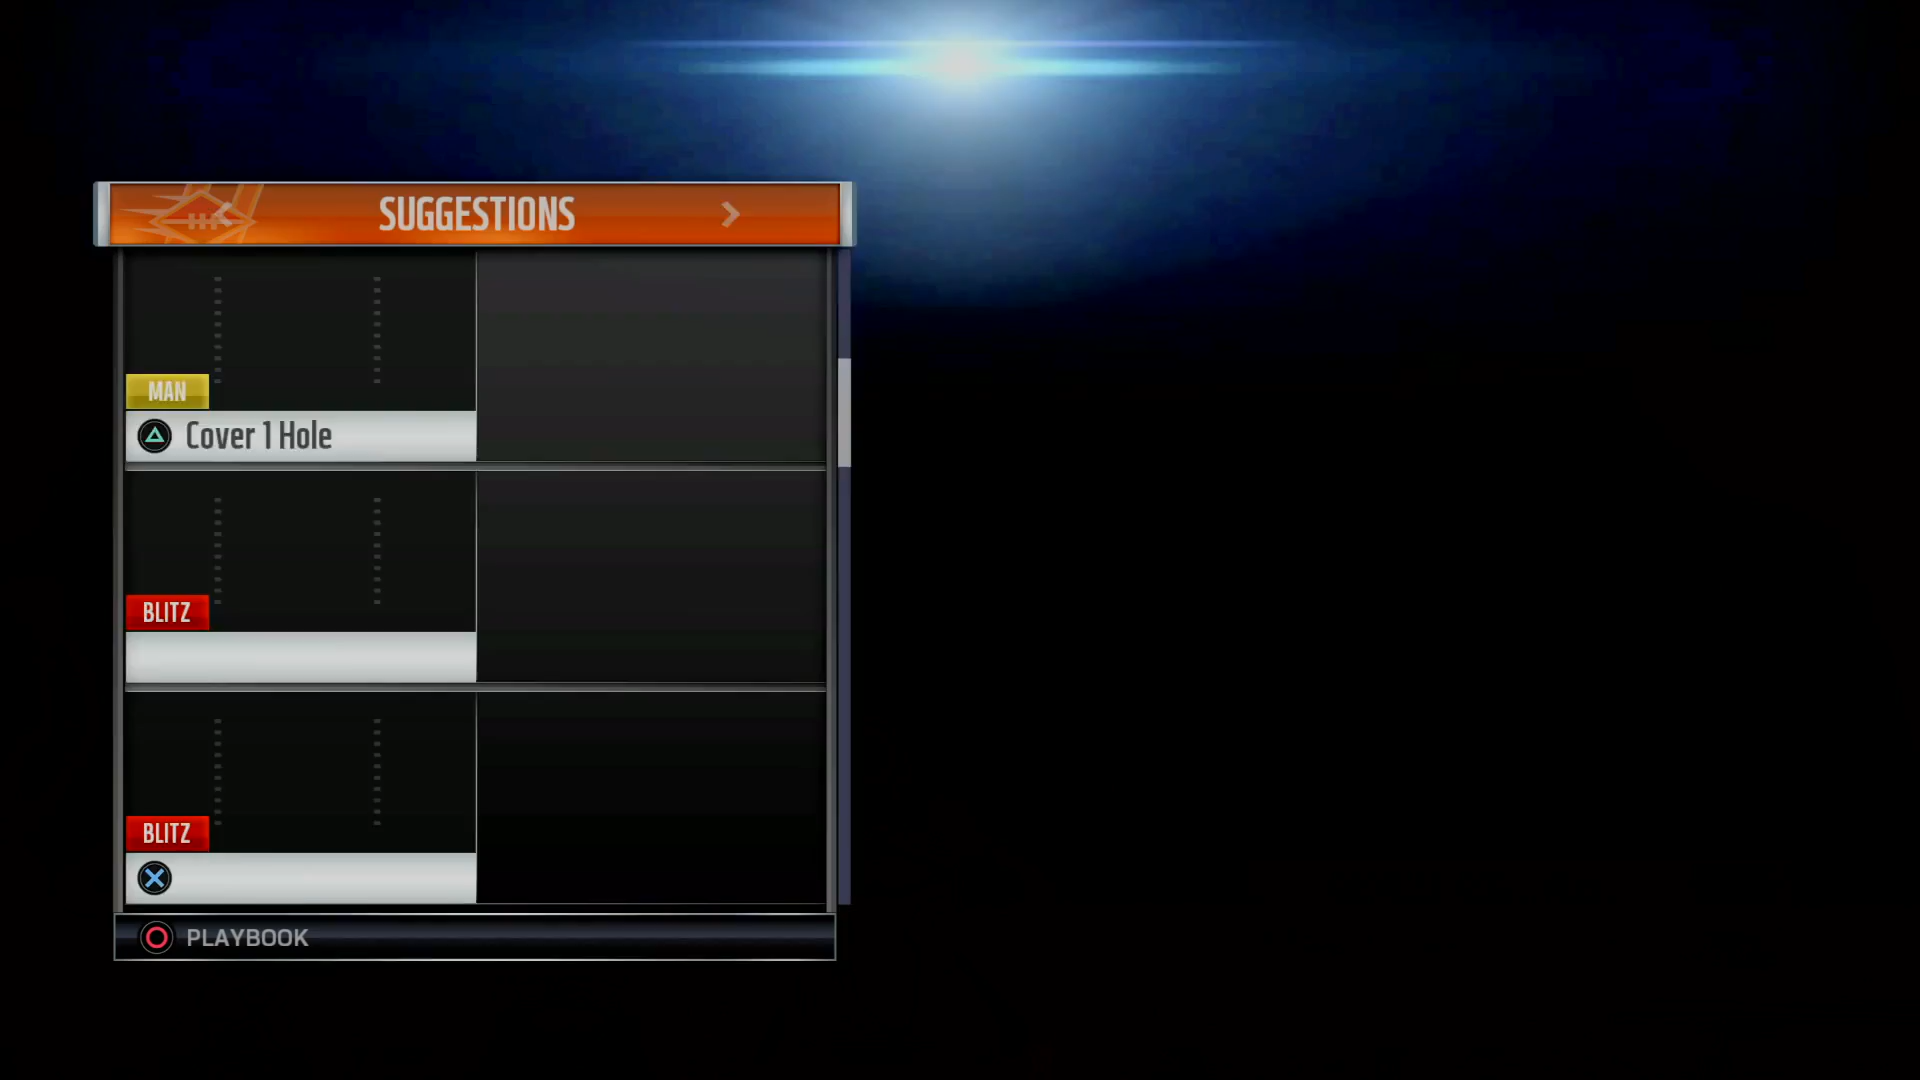 SUGGESTIONS
MAN
Cover 1 Hole
BLITZ
BLITZ
PLAYBOOK